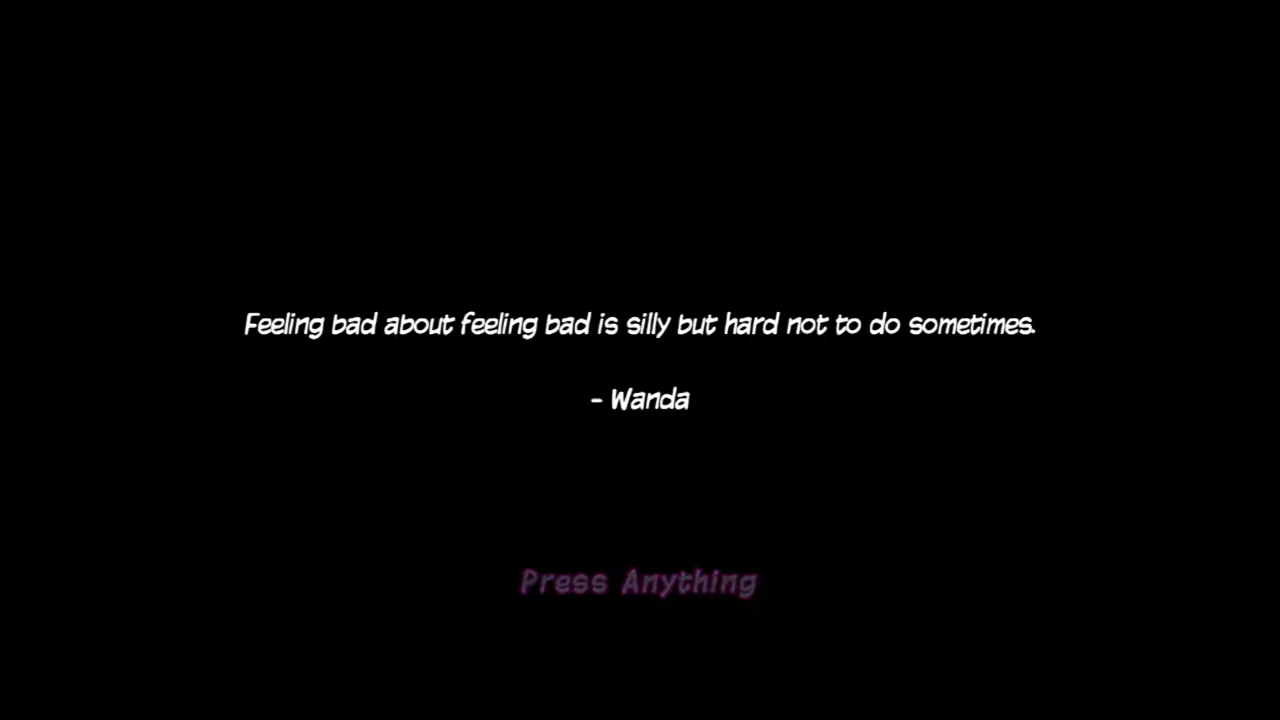 Feeling bad about feeling bad is silly but hard not to do sometimes.
- Wanda
Press Anything